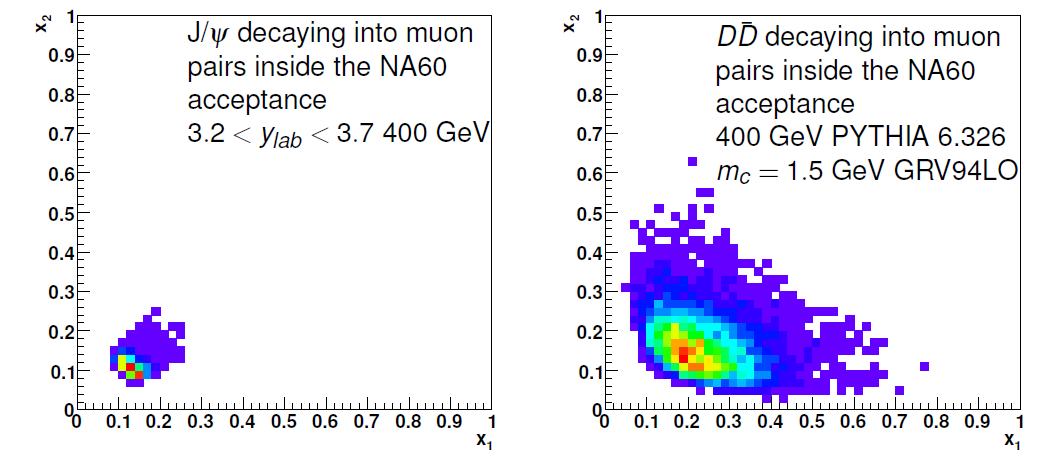 J/ψ decaying into muon
pairs inside the NA60
acceptance
3.2 < y_lab < 3.7 400 GeV
x₂
1
0.9
0.8
0.7
0.6
0.5
0.4
0.3
0.2
0.1
0
0 0.1 0.2 0.3 0.4 0.5 0.6 0.7 0.8 0.9 1
x₁
DD̄ decaying into muon
pairs inside the NA60
acceptance
400 GeV PYTHIA 6.326
m_c = 1.5 GeV GRV94LO
x₂
1
0.9
0.8
0.7
0.6
0.5
0.4
0.3
0.2
0.1
0
0 0.1 0.2 0.3 0.4 0.5 0.6 0.7 0.8 0.9 1
x₁